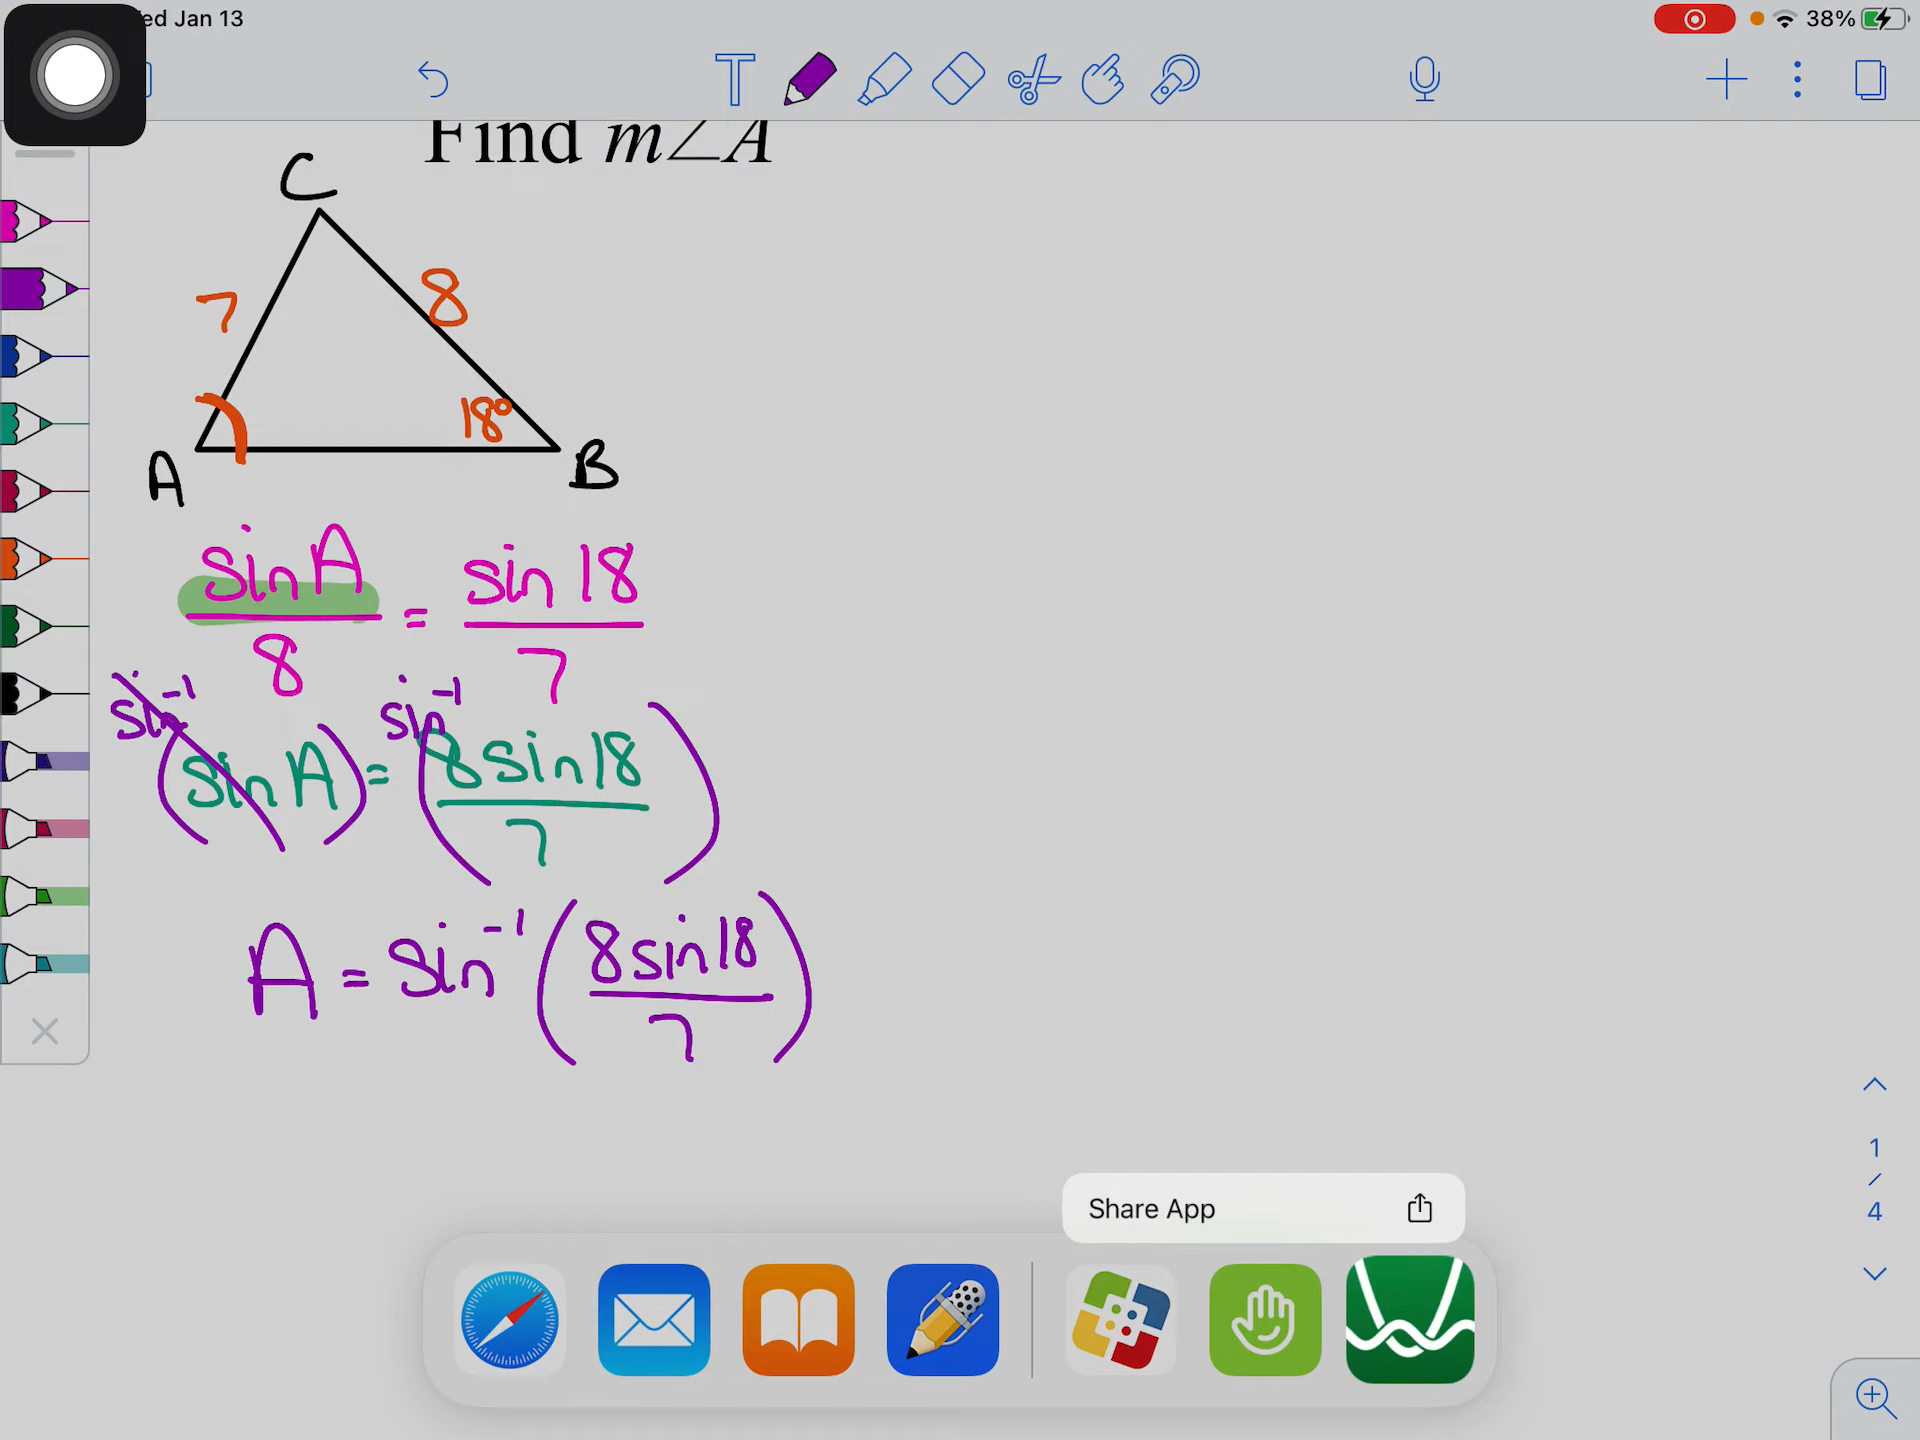 ed Jan 13
38%
Find m∠A
C
7
8
18°
A
B
sin A / 8 = sin 18 / 7
sin⁻¹ (sin A) = sin⁻¹ (8 sin 18 / 7)
A = sin⁻¹ (8 sin 18 / 7)
1
/
4
Share App